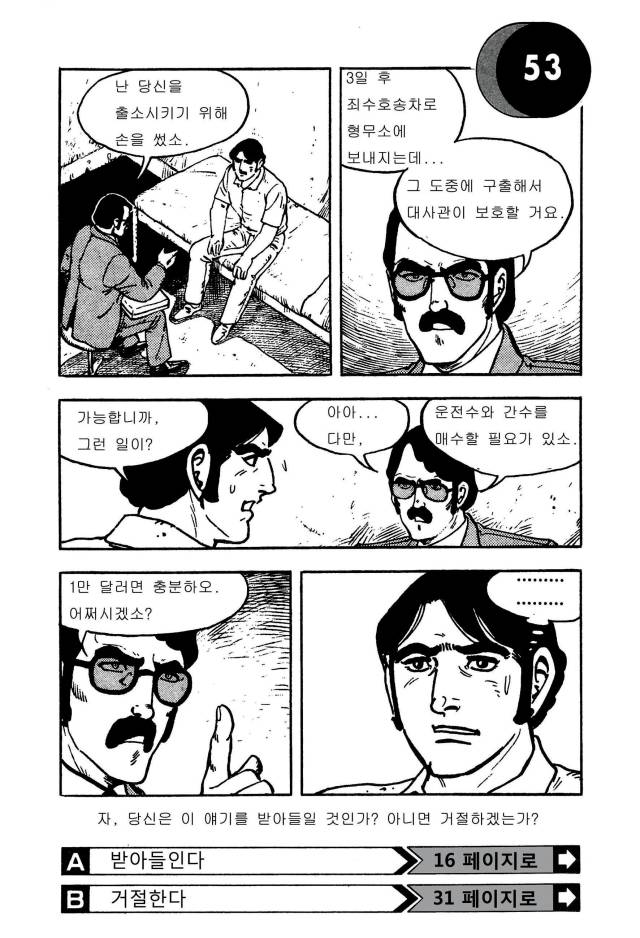 53
난 당신을
출소시키기 위해
손을 썼소.
3일 후
죄수호송차로
형무소에
보내지는데...
그 도중에 구출해서
대사관이 보호할 거요.
가능합니까,
그런 일이?
아아...
다만,
운전수와 간수를
매수할 필요가 있소.
1만 달러면 충분하오.
어쩌시겠소?
..........
..........
자, 당신은 이 얘기를 받아들일 것인가? 아니면 거절하겠는가?
A 받아들인다 16 페이지로
B 거절한다 31 페이지로